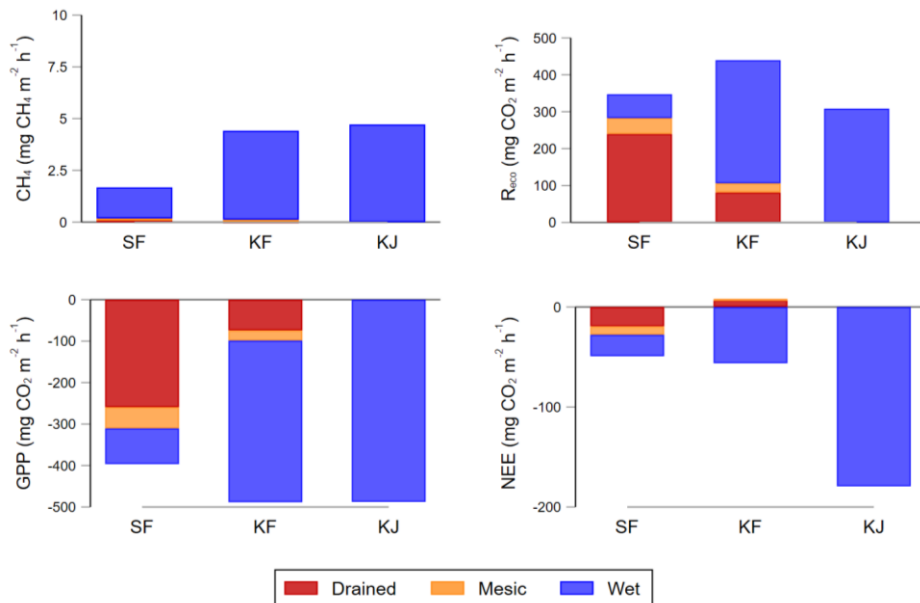 CH₄ (mg CH₄ m⁻² h⁻¹)
10
7.5
5
2.5
0
SF KF KJ
R_eco (mg CO₂ m⁻² h⁻¹)
500
400
300
200
100
0
SF KF KJ
GPP (mg CO₂ m⁻² h⁻¹)
0
-100
-200
-300
-400
-500
SF KF KJ
NEE (mg CO₂ m⁻² h⁻¹)
0
-100
-200
SF KF KJ
Drained Mesic Wet